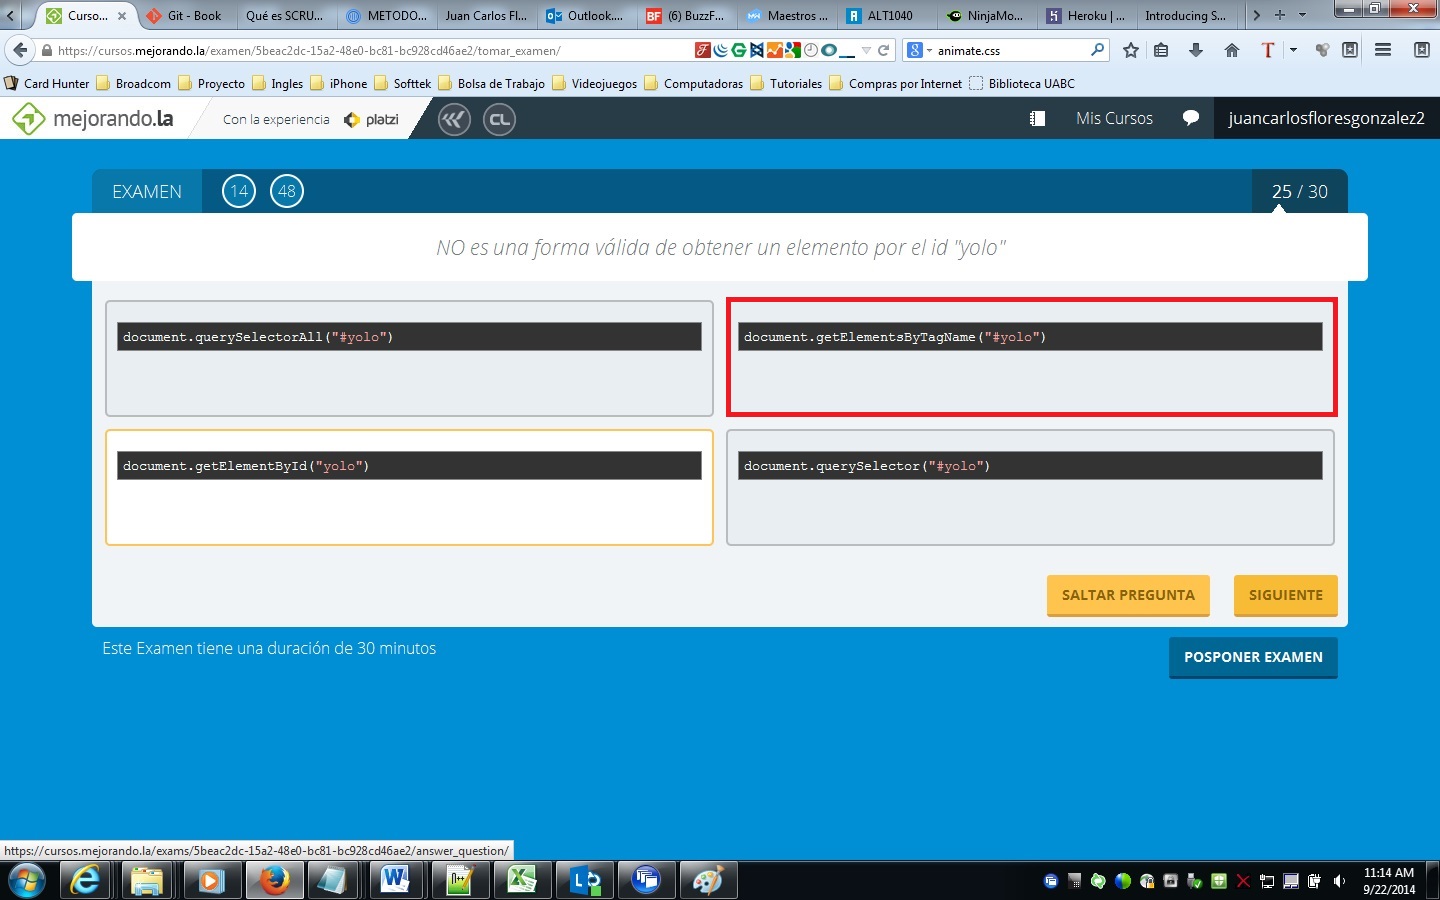 Curso...
Git - Book
Qué es SCRU...
METODO...
Juan Carlos Fl...
Outlook....
(6) BuzzF...
Maestros ...
ALT1040
NinjaMo...
Heroku | ...
Introducing S...
https://cursos.mejorando.la/examen/5beac2dc-15a2-48e0-bc81-bc928cd46ae2/tomar_examen/
animate.css
Card Hunter
Broadcom
Proyecto
Ingles
iPhone
Softtek
Bolsa de Trabajo
Videojuegos
Computadoras
Tutoriales
Compras por Internet
Biblioteca UABC
mejorando.la
Con la experiencia
platzi
CL
Mis Cursos
juancarlosfloresgonzalez2
EXAMEN
14
48
25 / 30
NO es una forma válida de obtener un elemento por el id "yolo"
document.querySelectorAll("#yolo")
document.getElementsByTagName("#yolo")
document.getElementById("yolo")
document.querySelector("#yolo")
SALTAR PREGUNTA
SIGUIENTE
Este Examen tiene una duración de 30 minutos
POSPONER EXAMEN
https://cursos.mejorando.la/exams/5beac2dc-15a2-48e0-bc81-bc928cd46ae2/answer_question/
11:14 AM
9/22/2014